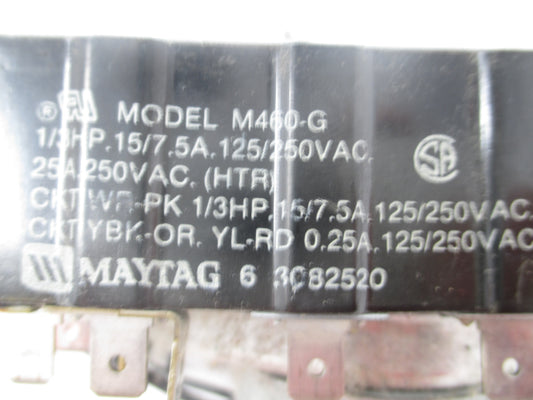 ® MODEL M460-G
1/3HP.15/7.5A.125/250VAC.
25A.250VAC. (HTR)
CKT WR-PK 1/3HP.15/7.5A.125/250VAC.
CKT YBK-OR. YL-RD 0.25A.125/250VAC
MAYTAG 6 3C82520